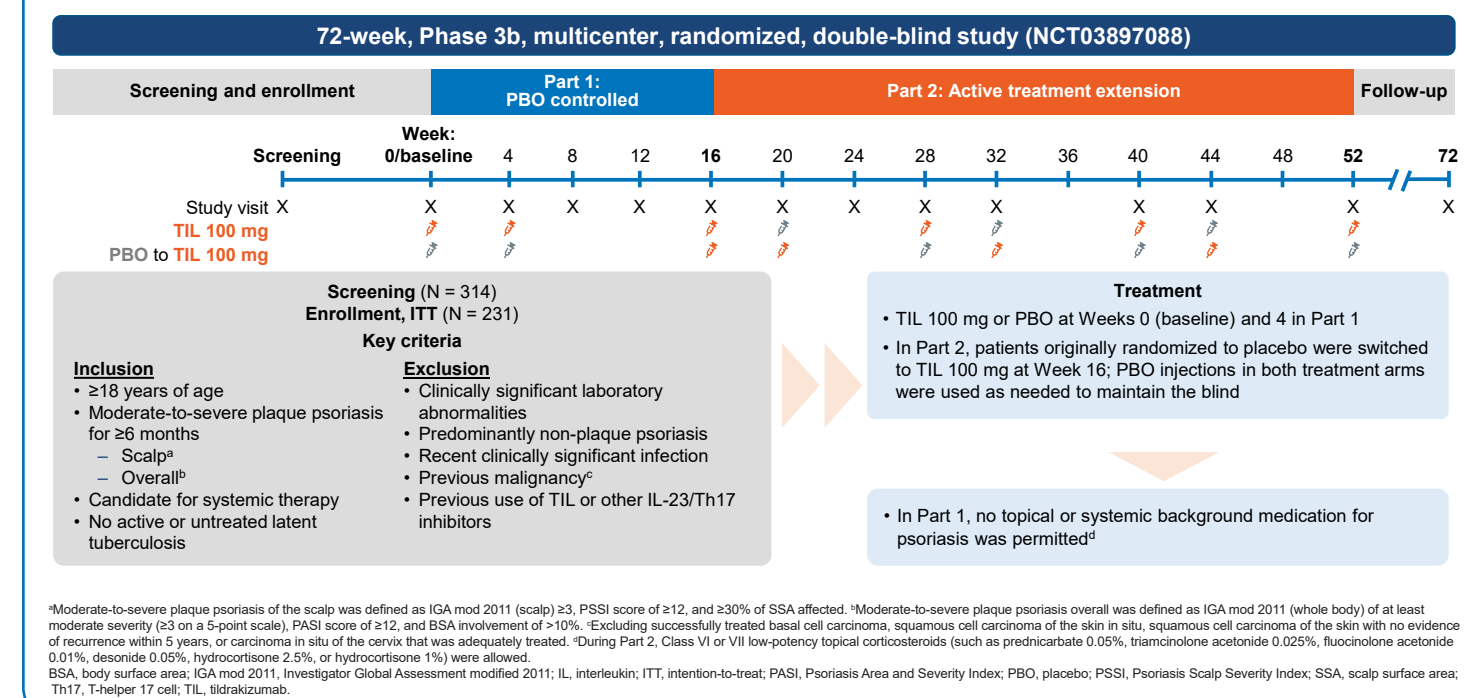 72-week, Phase 3b, multicenter, randomized, double-blind study (NCT03897088)
Screening and enrollment
Part 1:
PBO controlled
Part 2: Active treatment extension
Follow-up
Week:
Screening 0/baseline 4 8 12 16 20 24 28 32 36 40 44 48 52 72
Study visit X X X X X X X X X X X X X X
TIL 100 mg
PBO to TIL 100 mg
Screening (N = 314)
Enrollment, ITT (N = 231)
Key criteria
Inclusion
• ≥18 years of age
• Moderate-to-severe plaque psoriasis
for ≥6 months
– Scalpᵃ
– Overallᵇ
• Candidate for systemic therapy
• No active or untreated latent
tuberculosis
Exclusion
• Clinically significant laboratory
abnormalities
• Predominantly non-plaque psoriasis
• Recent clinically significant infection
• Previous malignancyᶜ
• Previous use of TIL or other IL-23/Th17
inhibitors
Treatment
• TIL 100 mg or PBO at Weeks 0 (baseline) and 4 in Part 1
• In Part 2, patients originally randomized to placebo were switched
to TIL 100 mg at Week 16; PBO injections in both treatment arms
were used as needed to maintain the blind
• In Part 1, no topical or systemic background medication for
psoriasis was permittedᵈ
ᵃModerate-to-severe plaque psoriasis of the scalp was defined as IGA mod 2011 (scalp) ≥3, PSSI score of ≥12, and ≥30% of SSA affected. ᵇModerate-to-severe plaque psoriasis overall was defined as IGA mod 2011 (whole body) of at least
moderate severity (≥3 on a 5-point scale), PASI score of ≥12, and BSA involvement of >10%. ᶜExcluding successfully treated basal cell carcinoma, squamous cell carcinoma of the skin in situ, squamous cell carcinoma of the skin with no evidence
of recurrence within 5 years, or carcinoma in situ of the cervix that was adequately treated. ᵈDuring Part 2, Class VI or VII low-potency topical corticosteroids (such as prednicarbate 0.05%, triamcinolone acetonide 0.025%, fluocinolone acetonide
0.01%, desonide 0.05%, hydrocortisone 2.5%, or hydrocortisone 1%) were allowed.
BSA, body surface area; IGA mod 2011, Investigator Global Assessment modified 2011; IL, interleukin; ITT, intention-to-treat; PASI, Psoriasis Area and Severity Index; PBO, placebo; PSSI, Psoriasis Scalp Severity Index; SSA, scalp surface area;
Th17, T-helper 17 cell; TIL, tildrakizumab.